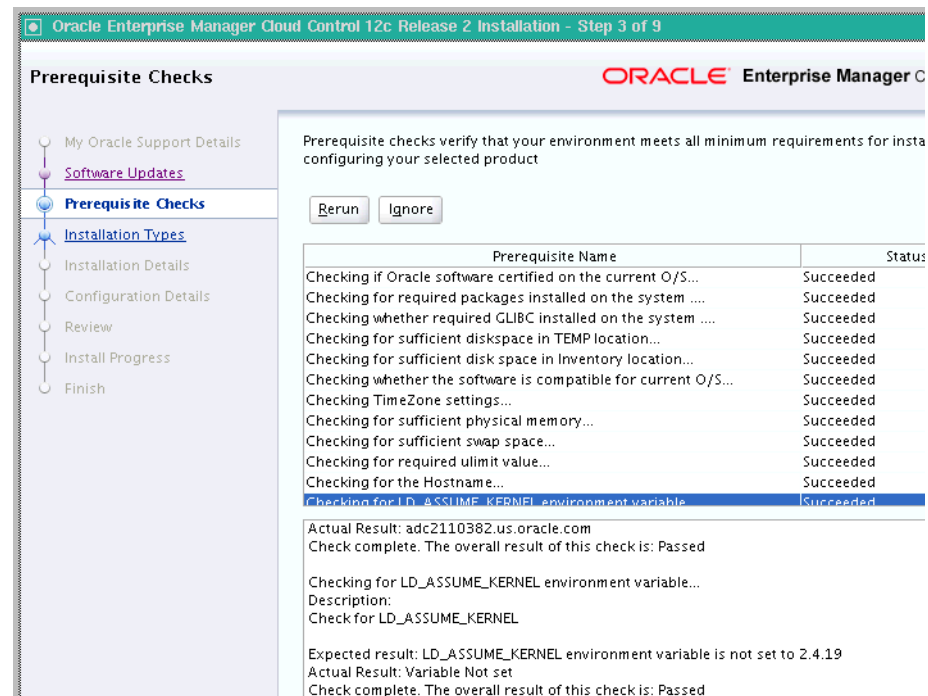 Oracle Enterprise Manager Cloud Control 12c Release 2 Installation - Step 3 of 9
Prerequisite Checks
ORACLE Enterprise Manager C
My Oracle Support Details
Software Updates
Prerequisite Checks
Installation Types
Installation Details
Configuration Details
Review
Install Progress
Finish
Prerequisite checks verify that your environment meets all minimum requirements for insta
configuring your selected product
Rerun Ignore
Prerequisite Name Status
Checking if Oracle software certified on the current O/S... Succeeded
Checking for required packages installed on the system .... Succeeded
Checking whether required GLIBC installed on the system .... Succeeded
Checking for sufficient diskspace in TEMP location... Succeeded
Checking for sufficient disk space in Inventory location... Succeeded
Checking whether the software is compatible for current O/S... Succeeded
Checking TimeZone settings... Succeeded
Checking for sufficient physical memory... Succeeded
Checking for sufficient swap space... Succeeded
Checking for required ulimit value... Succeeded
Checking for the Hostname... Succeeded
Checking for LD_ASSUME_KERNEL environment variable... Succeeded
Actual Result: adc2110382.us.oracle.com
Check complete. The overall result of this check is: Passed
Checking for LD_ASSUME_KERNEL environment variable...
Description:
Check for LD_ASSUME_KERNEL
Expected result: LD_ASSUME_KERNEL environment variable is not set to 2.4.19
Actual Result: Variable Not set
Check complete. The overall result of this check is: Passed